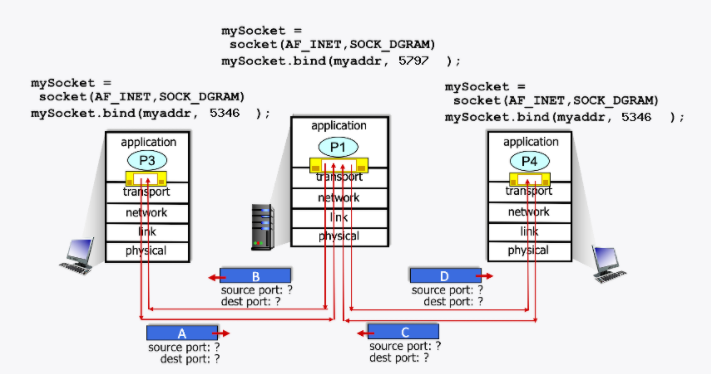 mySocket =
socket(AF_INET,SOCK_DGRAM)
mySocket.bind(myaddr, 5797 );
mySocket =
socket(AF_INET,SOCK_DGRAM)
mySocket.bind(myaddr, 5346 );
mySocket =
socket(AF_INET,SOCK_DGRAM)
mySocket.bind(myaddr, 5346 );
application
P3
transport
network
link
physical
application
P1
transport
network
link
physical
application
P4
transport
network
link
physical
B
source port: ?
dest port: ?
D
source port: ?
dest port: ?
A
source port: ?
dest port: ?
C
source port: ?
dest port: ?